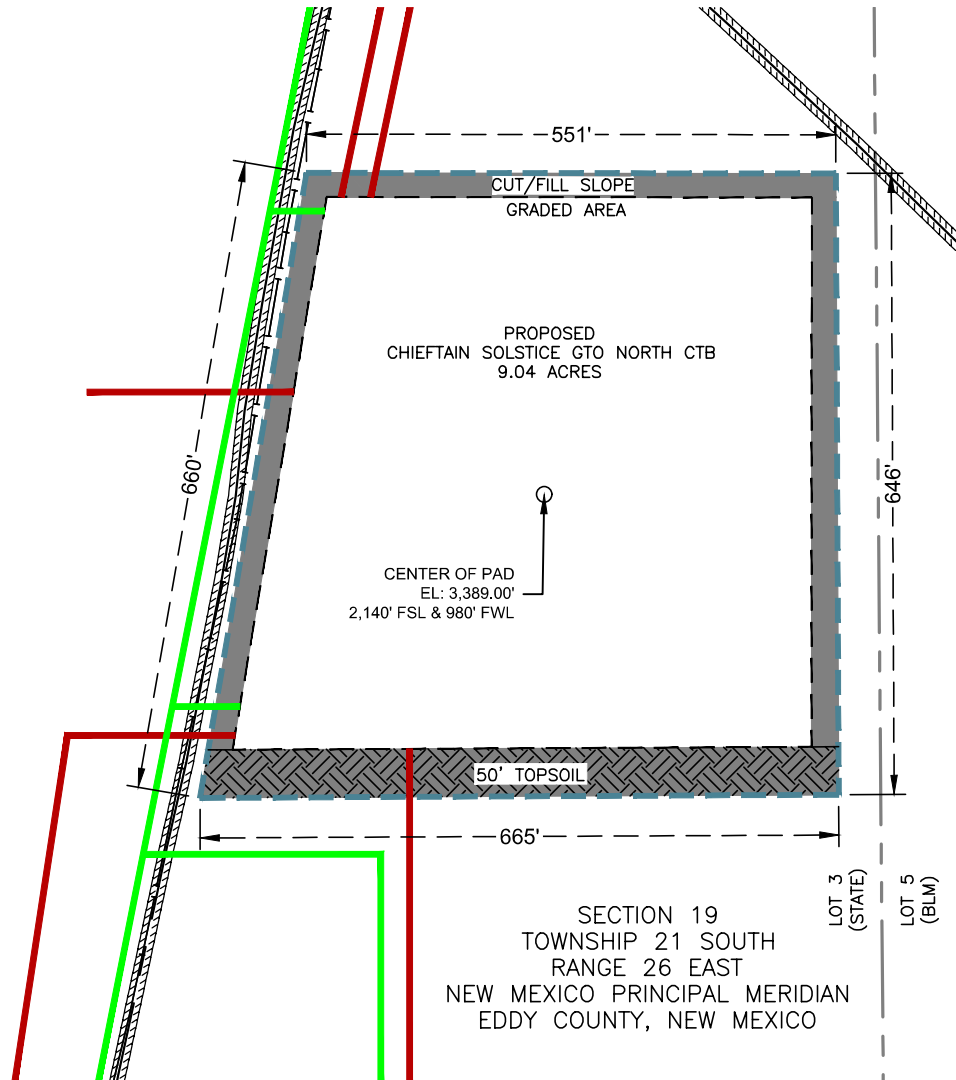 551'
CUT/FILL SLOPE
GRADED AREA
PROPOSED
CHIEFTAIN SOLSTICE GTO NORTH CTB
9.04 ACRES
660'
646'
CENTER OF PAD
EL: 3,389.00'
2,140' FSL & 980' FWL
50' TOPSOIL
665'
LOT 3
(STATE)
LOT 5
(BLM)
SECTION 19
TOWNSHIP 21 SOUTH
RANGE 26 EAST
NEW MEXICO PRINCIPAL MERIDIAN
EDDY COUNTY, NEW MEXICO